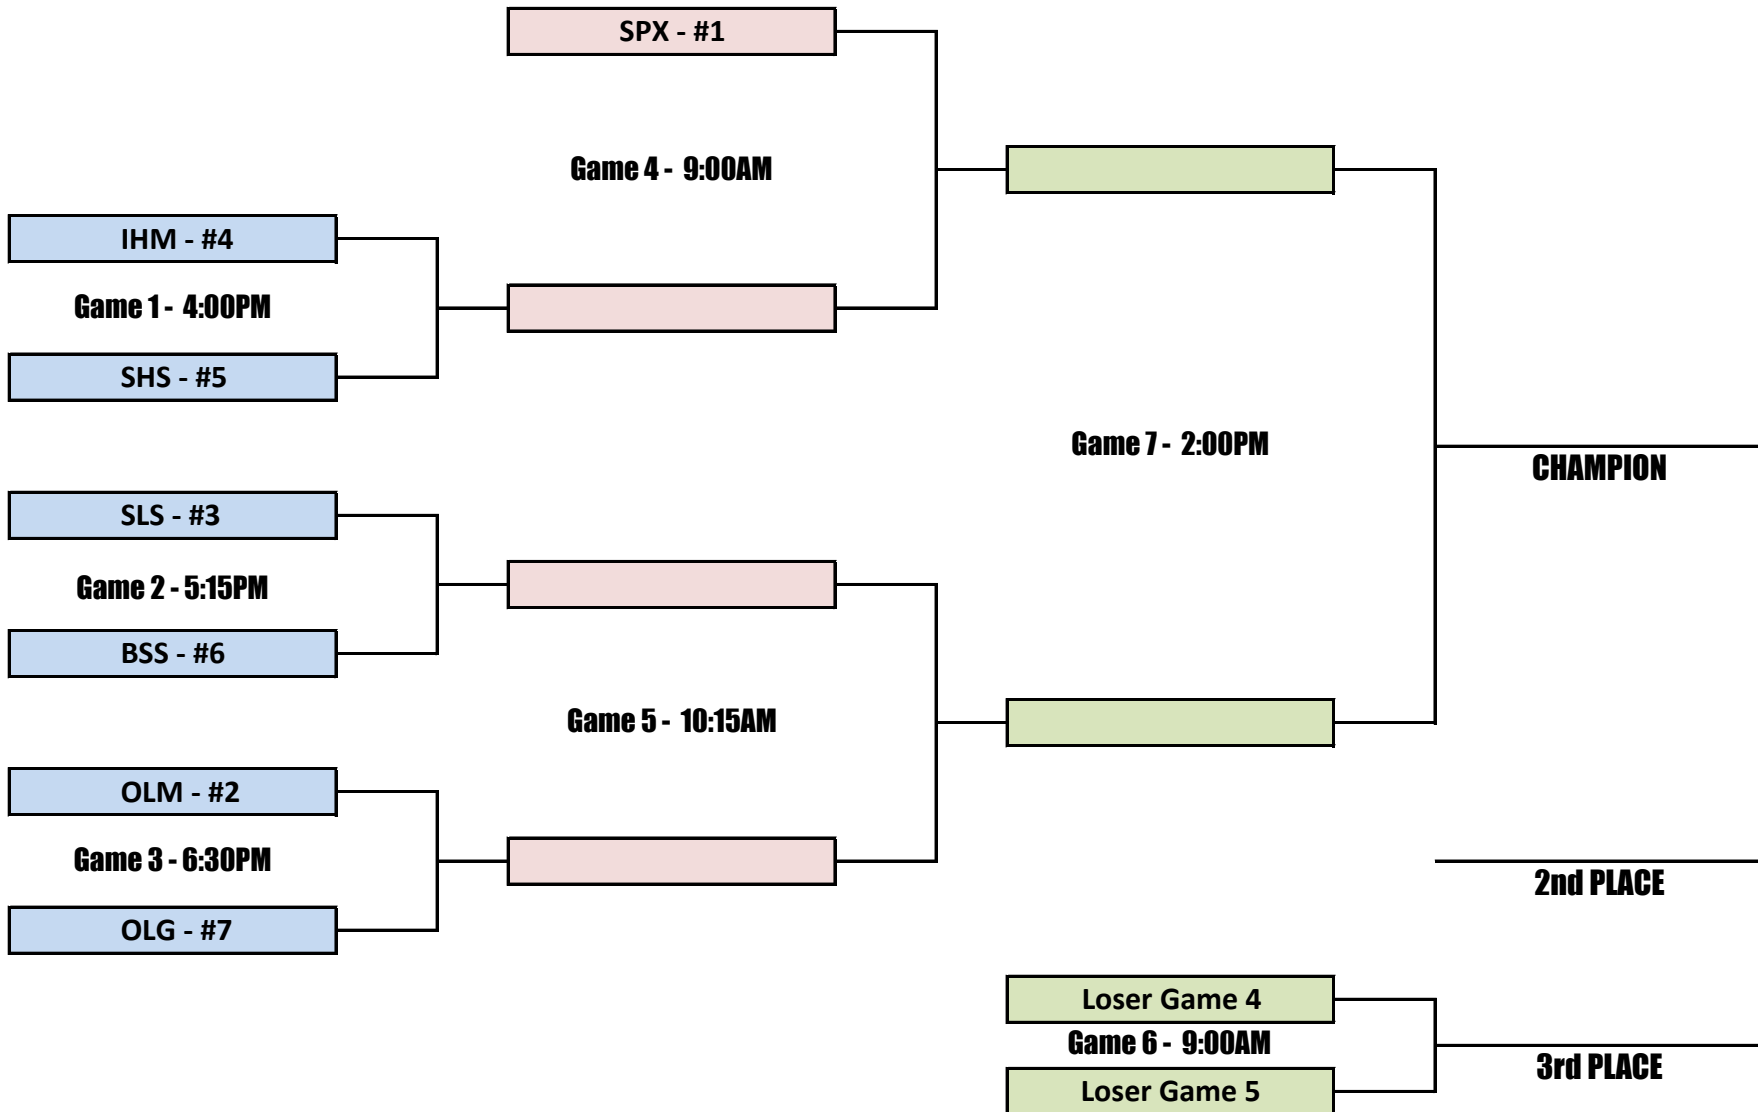 SPX - #1
Game 4 - 9:00AM
IHM - #4
Game 1 - 4:00PM
SHS - #5
Game 7 - 2:00PM
CHAMPION
SLS - #3
Game 2 - 5:15PM
BSS - #6
Game 5 - 10:15AM
OLM - #2
Game 3 - 6:30PM
2nd PLACE
OLG - #7
Loser Game 4
Game 6 - 9:00AM
3rd PLACE
Loser Game 5